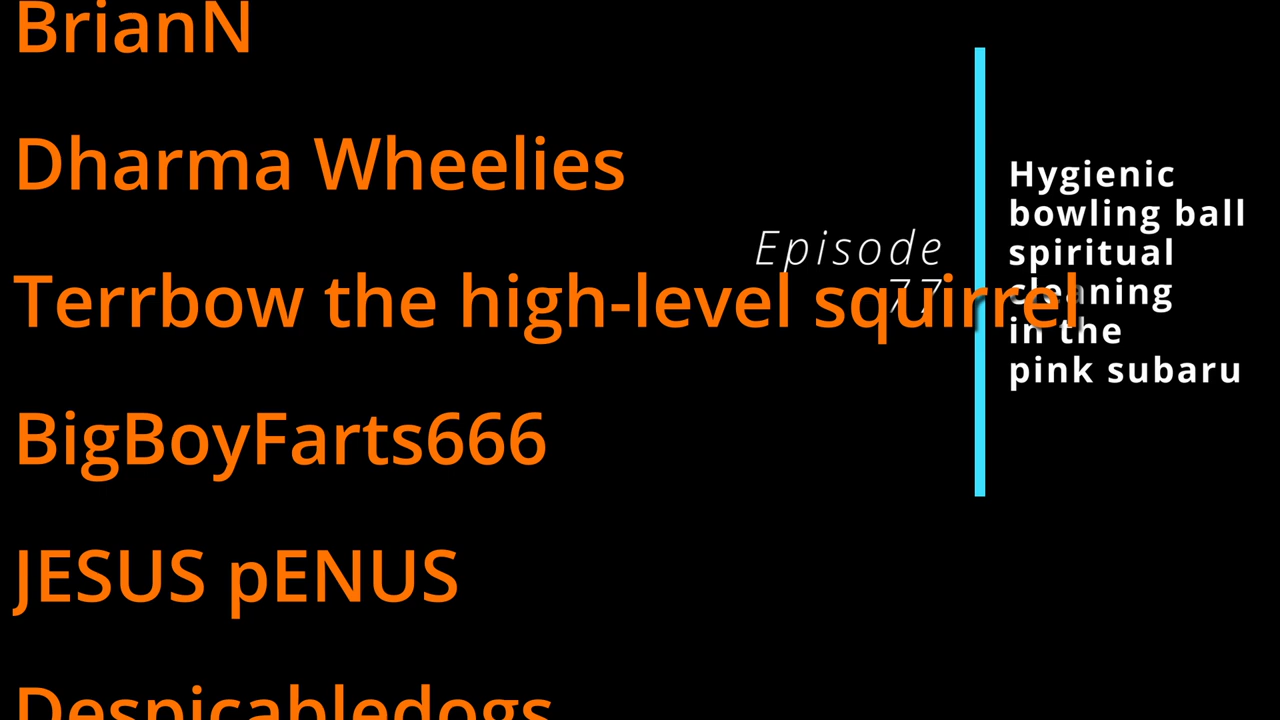 BrianN
Dharma Wheelies
Terrbow the high-level squirrel
BigBoyFarts666
JESUS pENUS
Despicabledogs
Episode
77
Hygienic
bowling ball
spiritual
cleaning
in the
pink subaru